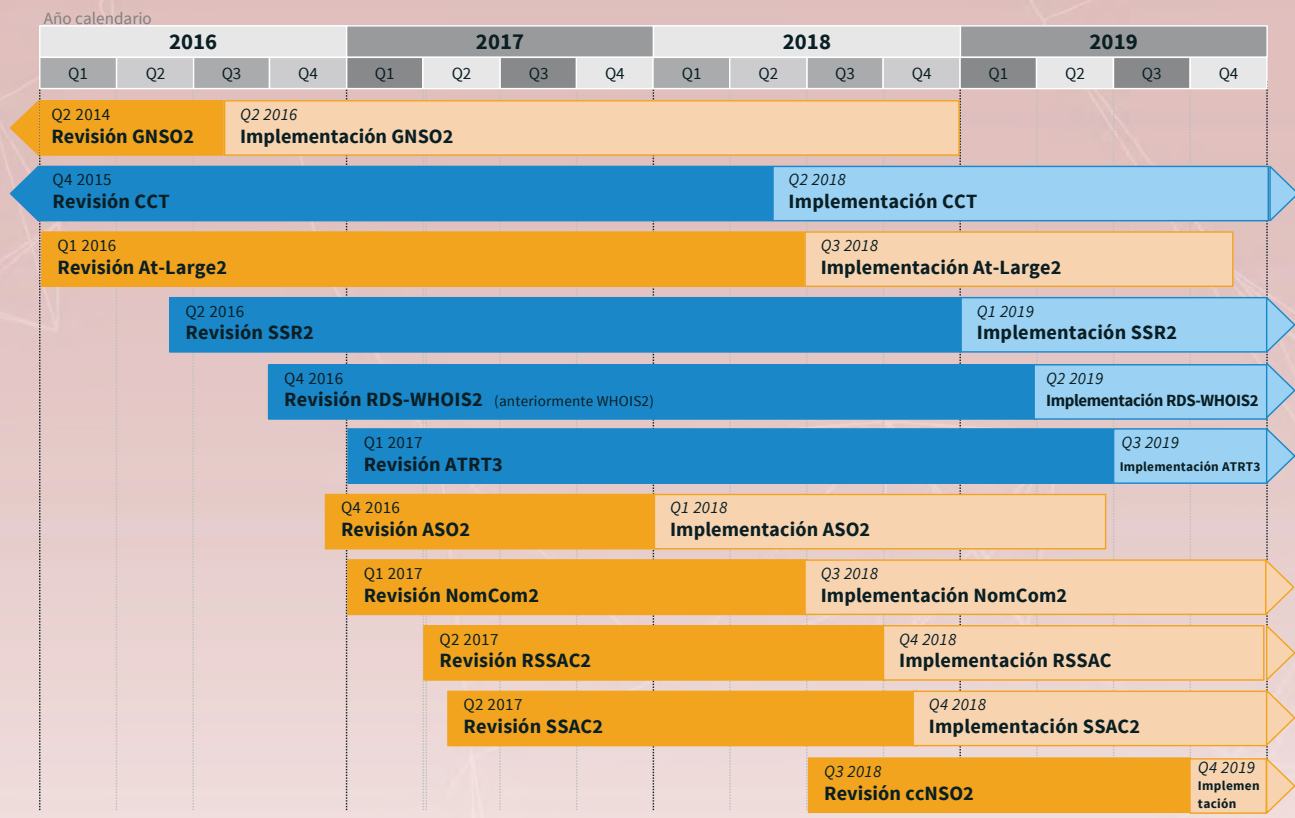 Año calendario
2016 2017 2018 2019
Q1 Q2 Q3 Q4 Q1 Q2 Q3 Q4 Q1 Q2 Q3 Q4 Q1 Q2 Q3 Q4
Q2 2014 Q2 2016
Revisión GNSO2 Implementación GNSO2
Q4 2015 Q2 2018
Revisión CCT Implementación CCT
Q1 2016 Q3 2018
Revisión At-Large2 Implementación At-Large2
Q2 2016 Q1 2019
Revisión SSR2 Implementación SSR2
Q4 2016 Q2 2019
Revisión RDS-WHOIS2 (anteriormente WHOIS2) Implementación RDS-WHOIS2
Q1 2017 Q3 2019
Revisión ATRT3 Implementación ATRT3
Q4 2016 Q1 2018
Revisión ASO2 Implementación ASO2
Q1 2017 Q3 2018
Revisión NomCom2 Implementación NomCom2
Q2 2017 Q4 2018
Revisión RSSAC2 Implementación RSSAC
Q2 2017 Q4 2018
Revisión SSAC2 Implementación SSAC2
Q3 2018 Q4 2019
Revisión ccNSO2 Implemen
tación